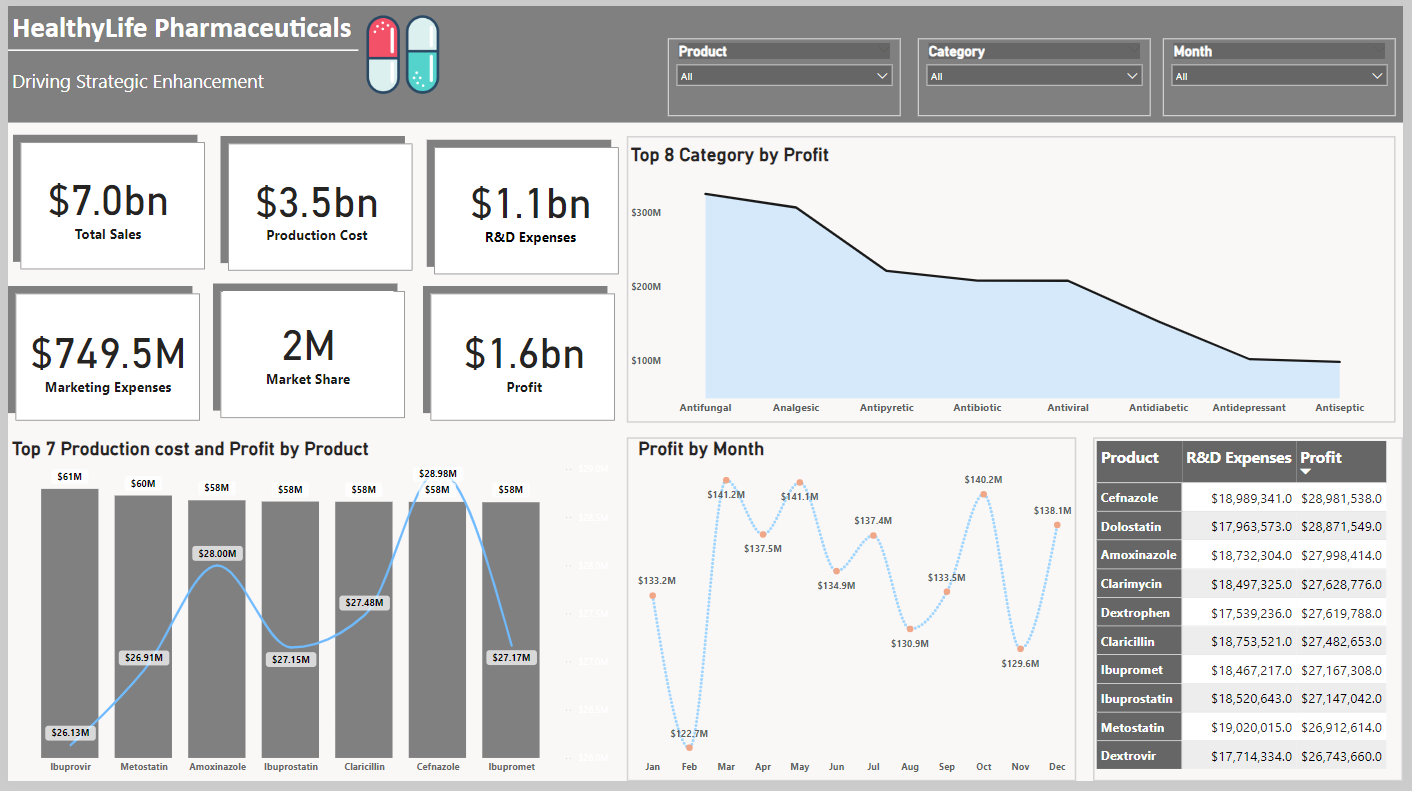 HealthyLife Pharmaceuticals
Driving Strategic Enhancement
Product
All
Category
All
Month
All
$7.0bn
Total Sales
$3.5bn
Production Cost
$1.1bn
R&D Expenses
$749.5M
Marketing Expenses
2M
Market Share
$1.6bn
Profit
Top 8 Category by Profit
$300M
$200M
$100M
Antifungal Analgesic Antipyretic Antibiotic Antiviral Antidiabetic Antidepressant Antiseptic
Top 7 Production cost and Profit by Product
$61M $60M $58M $58M $58M $58M $58M
$28.98M
$28.00M
$27.48M
$26.91M
$27.15M
$27.17M
$26.13M
Ibuprovir Metostatin Amoxinazole Ibuprostatin Claricillin Cefnazole Ibupromet
Profit by Month
$133.2M
$122.7M
$141.2M
$137.5M
$141.1M
$134.9M
$137.4M
$130.9M
$133.5M
$140.2M
$129.6M
$138.1M
Jan Feb Mar Apr May Jun Jul Aug Sep Oct Nov Dec
Product R&D Expenses Profit
Cefnazole $18,989,341.0 $28,981,538.0
Dolostatin $17,963,573.0 $28,871,549.0
Amoxinazole $18,732,304.0 $27,998,414.0
Clarimycin $18,497,325.0 $27,628,776.0
Dextrophen $17,539,236.0 $27,619,788.0
Claricillin $18,753,521.0 $27,482,653.0
Ibupromet $18,467,217.0 $27,167,308.0
Ibuprostatin $18,520,643.0 $27,147,042.0
Metostatin $19,020,015.0 $26,912,614.0
Dextrovir $17,714,334.0 $26,743,660.0